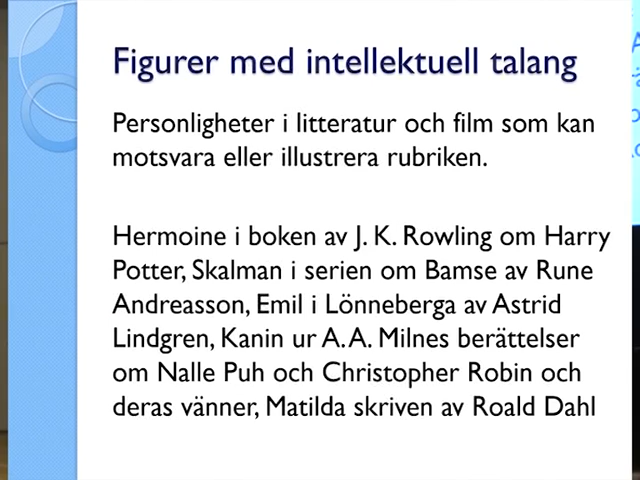 Figurer med intellektuell talang
Personligheter i litteratur och film som kan
motsvara eller illustrera rubriken.
Hermoine i boken av J. K. Rowling om Harry
Potter, Skalman i serien om Bamse av Rune
Andreasson, Emil i Lönneberga av Astrid
Lindgren, Kanin ur A. A. Milnes berättelser
om Nalle Puh och Christopher Robin och
deras vänner, Matilda skriven av Roald Dahl